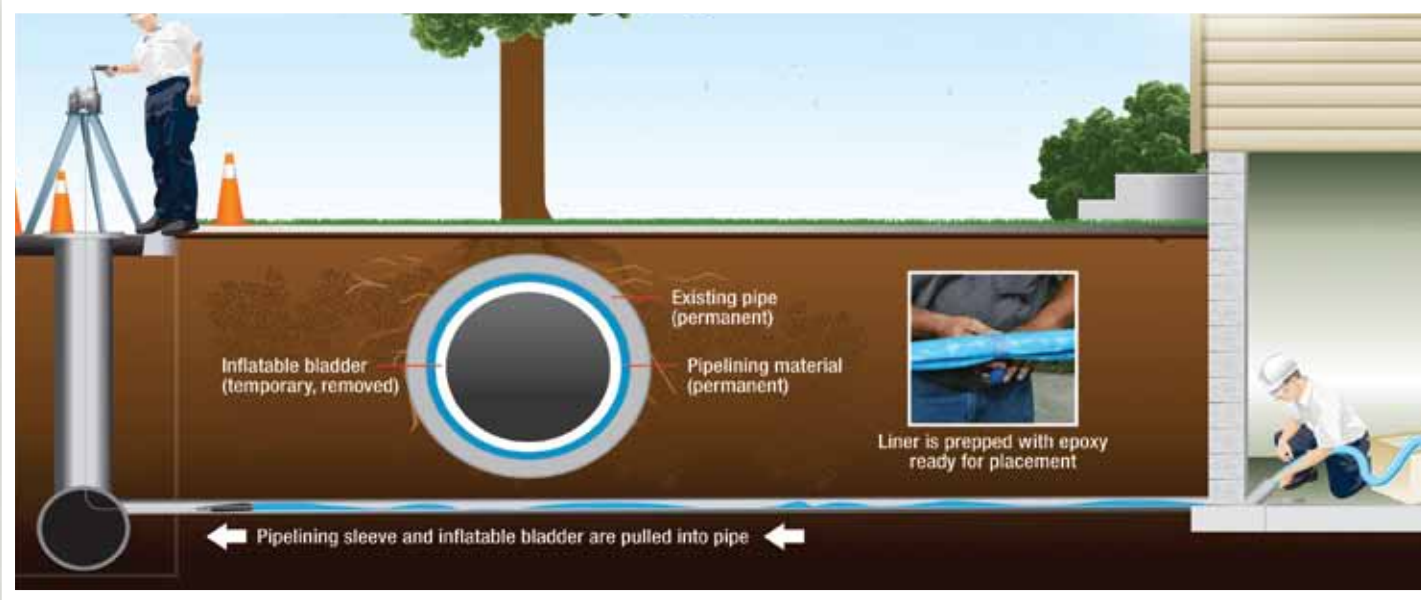 Existing pipe
(permanent)
Inflatable bladder
(temporary, removed)
Pipelining material
(permanent)
Liner is prepped with epoxy
ready for placement
Pipelining sleeve and inflatable bladder are pulled into pipe